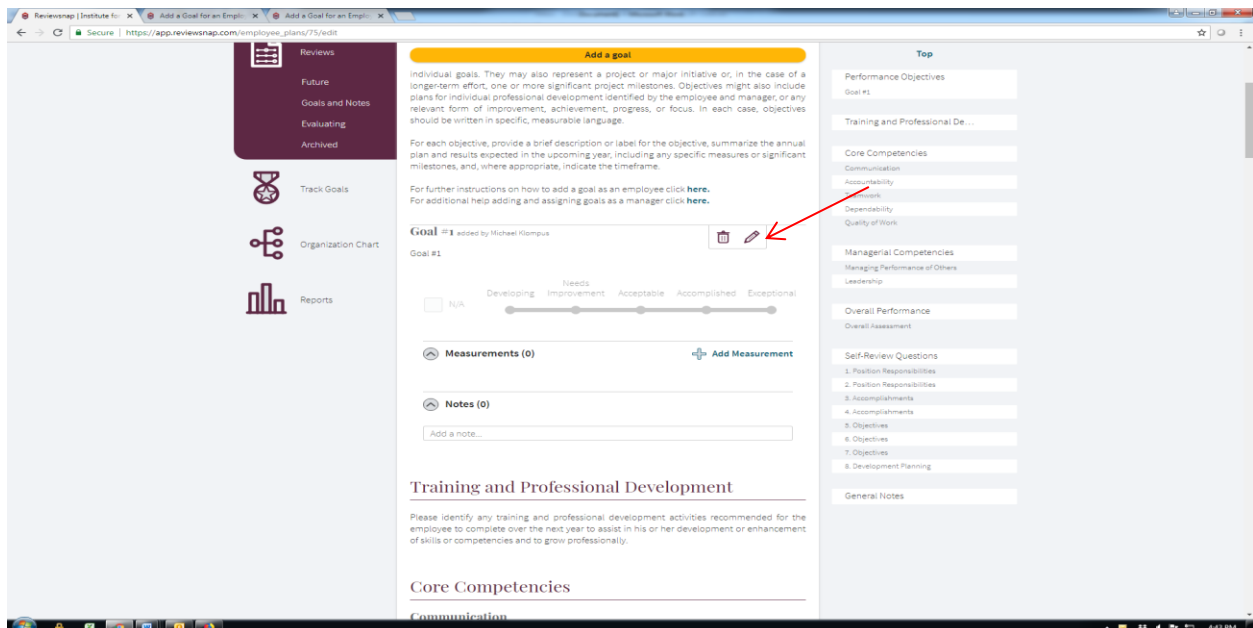 Reviewsnap | Institute fo
Add a Goal for an Emplo
Add a Goal for an Emplo
Secure | https://app.reviewsnap.com/employee_plans/75/edit
Reviews
Future
Goals and Notes
Evaluating
Archived
Track Goals
Organization Chart
Reports
Add a goal
individual goals. They may also represent a project or major initiative or, in the case of a
longer-term effort, one or more significant project milestones. Objectives might also include
plans for individual professional development identified by the employee and manager, or any
relevant form of improvement, achievement, progress, or focus. In each case, objectives
should be written in specific, measurable language.
For each objective, provide a brief description or label for the objective, summarize the annual
plan and results expected in the upcoming year, including any specific measures or significant
milestones, and, where appropriate, indicate the timeframe.
For further instructions on how to add a goal as an employee click here.
For additional help adding and assigning goals as a manager click here.
Goal #1 added by Michael Klompus
Goal #1
N/A
Developing
Needs
Improvement
Acceptable
Accomplished
Exceptional
Measurements (0)
Add Measurement
Notes (0)
Add a note...
Training and Professional Development
Please identify any training and professional development activities recommended for the
employee to complete over the next year to assist in his or her development or enhancement
of skills or competencies and to grow professionally.
Core Competencies
Communication
Top
Performance Objectives
Goal #1
Training and Professional De...
Core Competencies
Communication
Accountability
Teamwork
Dependability
Quality of Work
Managerial Competencies
Managing Performance of Others
Leadership
Overall Performance
Overall Assessment
Self-Review Questions
1. Position Responsibilities
2. Position Responsibilities
3. Accomplishments
4. Accomplishments
5. Objectives
6. Objectives
7. Objectives
8. Development Planning
General Notes
4:43 PM